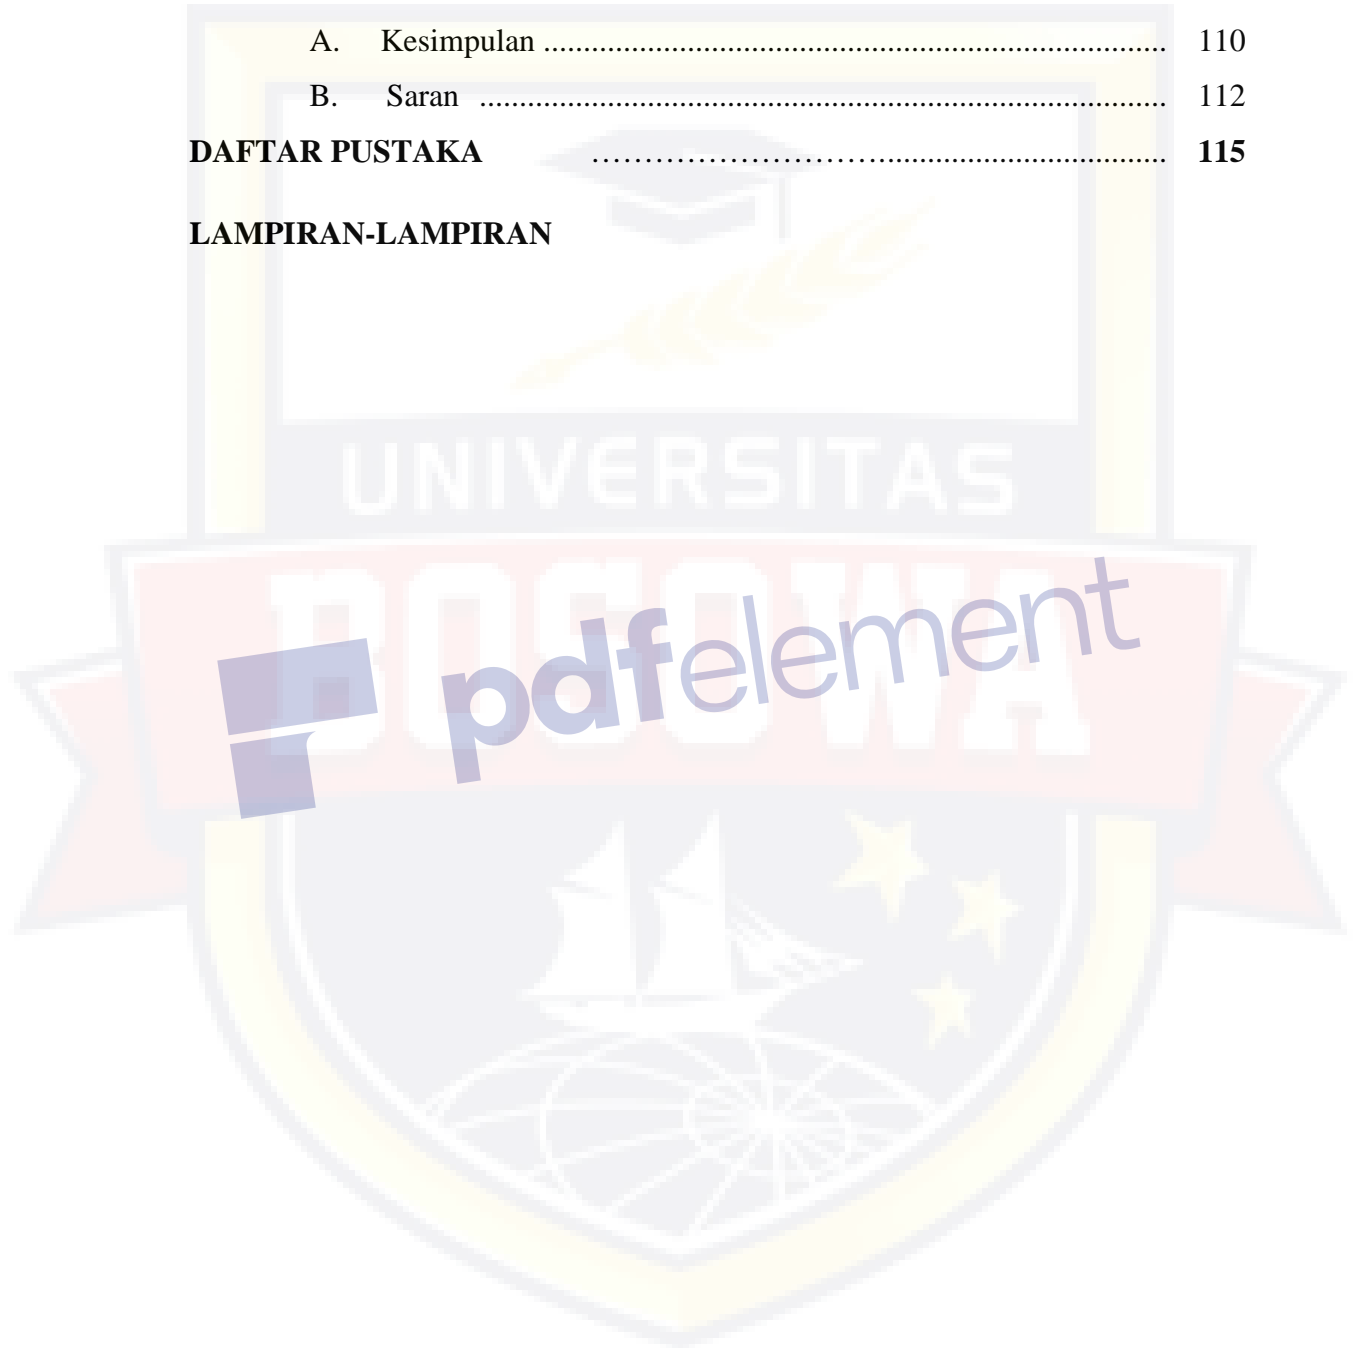 A. Kesimpulan .............................................................................. 110
B. Saran ...................................................................................... 112
DAFTAR PUSTAKA ……………………….................................... 115
LAMPIRAN-LAMPIRAN
UNIVERSITAS
BOSOWA
pdfelement